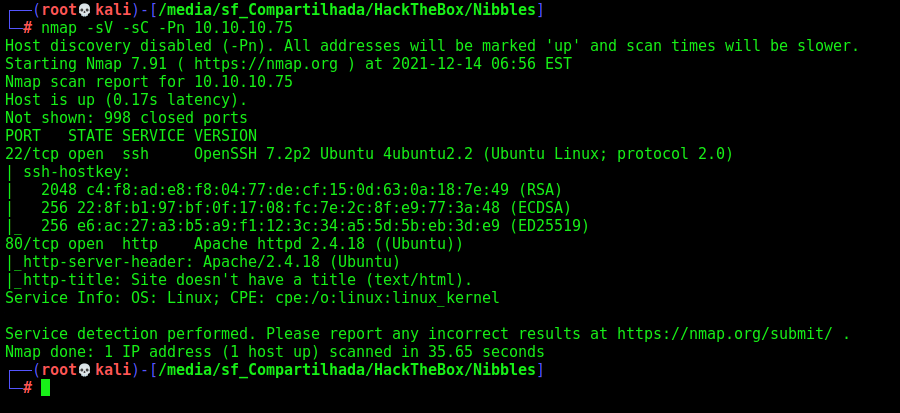 ┌──(root💀kali)-[/media/sf_Compartilhada/HackTheBox/Nibbles]
└─# nmap -sV -sC -Pn 10.10.10.75
Host discovery disabled (-Pn). All addresses will be marked 'up' and scan times will be slower.
Starting Nmap 7.91 ( https://nmap.org ) at 2021-12-14 06:56 EST
Nmap scan report for 10.10.10.75
Host is up (0.17s latency).
Not shown: 998 closed ports
PORT   STATE SERVICE VERSION
22/tcp open  ssh     OpenSSH 7.2p2 Ubuntu 4ubuntu2.2 (Ubuntu Linux; protocol 2.0)
| ssh-hostkey:
|   2048 c4:f8:ad:e8:f8:04:77:de:cf:15:0d:63:0a:18:7e:49 (RSA)
|   256 22:8f:b1:97:bf:0f:17:08:fc:7e:2c:8f:e9:77:3a:48 (ECDSA)
|_  256 e6:ac:27:a3:b5:a9:f1:12:3c:34:a5:5d:5b:eb:3d:e9 (ED25519)
80/tcp open  http    Apache httpd 2.4.18 ((Ubuntu))
|_http-server-header: Apache/2.4.18 (Ubuntu)
|_http-title: Site doesn't have a title (text/html).
Service Info: OS: Linux; CPE: cpe:/o:linux:linux_kernel

Service detection performed. Please report any incorrect results at https://nmap.org/submit/ .
Nmap done: 1 IP address (1 host up) scanned in 35.65 seconds
┌──(root💀kali)-[/media/sf_Compartilhada/HackTheBox/Nibbles]
└─#